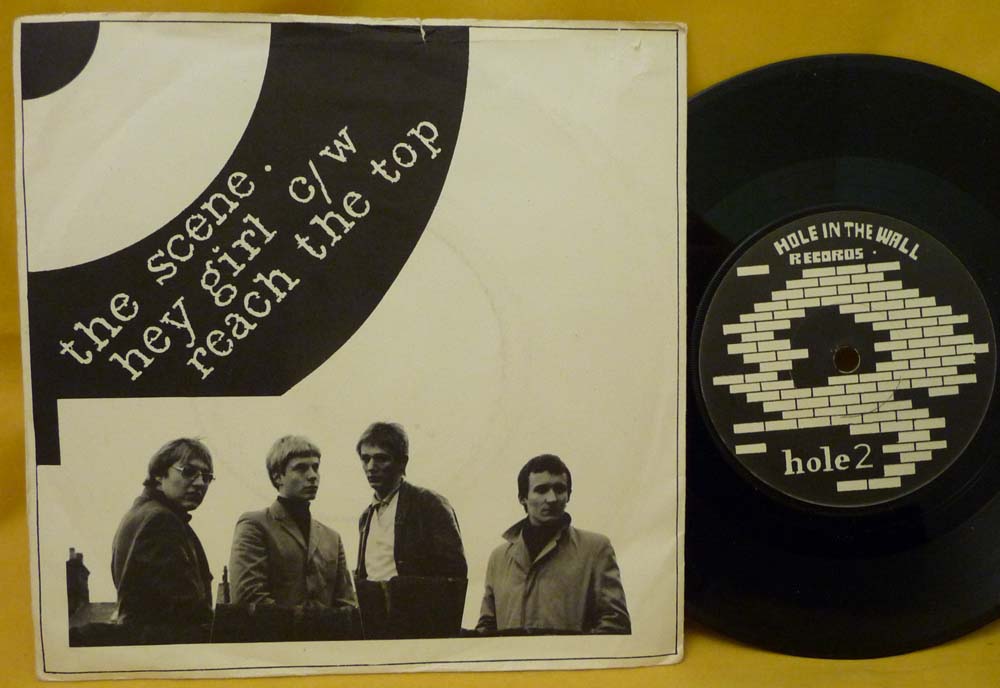 the scene.
hey girl c/w
reach the top
HOLE IN THE WALL
RECORDS.
hole 2